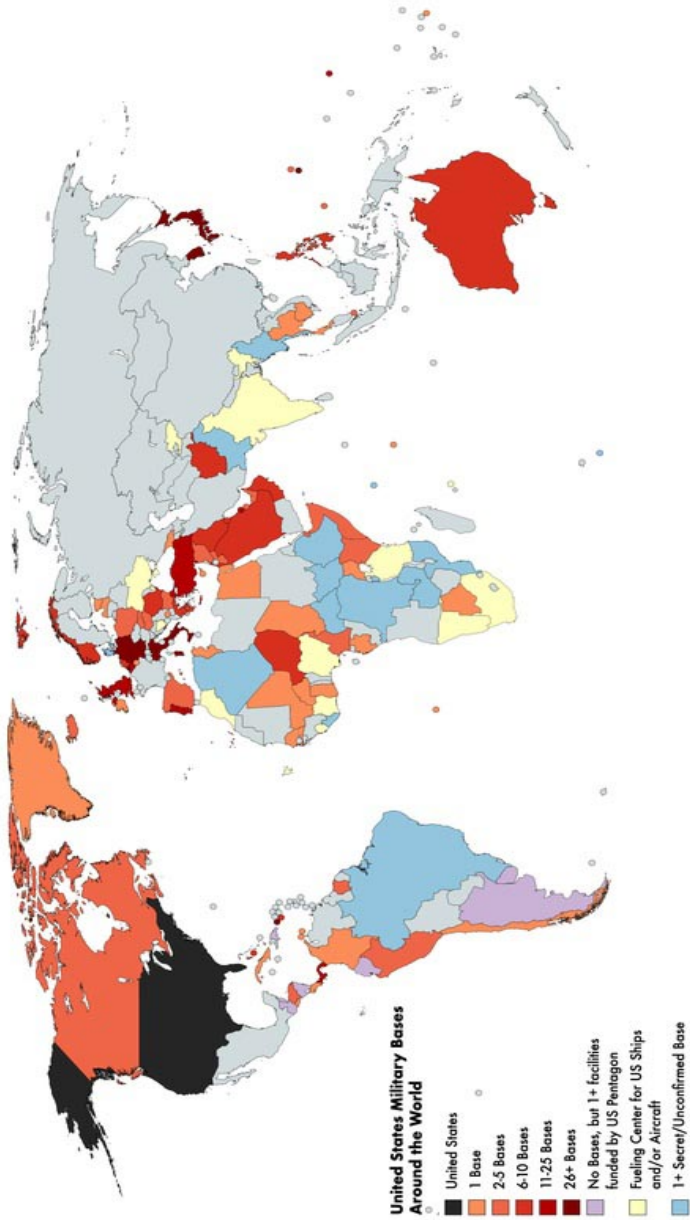 United States Military Bases
Around the World
United States
1 Base
2-5 Bases
6-10 Bases
11-25 Bases
26+ Bases
No Bases, but 1+ facilities
funded by US Pentagon
Fueling Center for US Ships
and/or Aircraft
1+ Secret/Unconfirmed Base